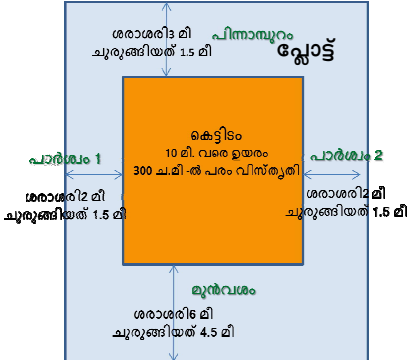 ശരാശരി3 മീ
ചുരുങ്ങിയത് 1.5 മീ
പിന്നാമ്പുറം
പ്ലോട്ട്
കെട്ടിടം
10 മീ. വരെ ഉയരം
300 ച.മീ -ൽ പരം വിസ്തൃതി
പാർശ്വം 1
ശരാശരി2 മീ
ചുരുങ്ങിയത് 1.5 മീ
പാർശ്വം 2
ശരാശരി2 മീ
ചുരുങ്ങിയത് 1.5 മീ
മുൻവശം
ശരാശരി6 മീ
ചുരുങ്ങിയത് 4.5 മീ